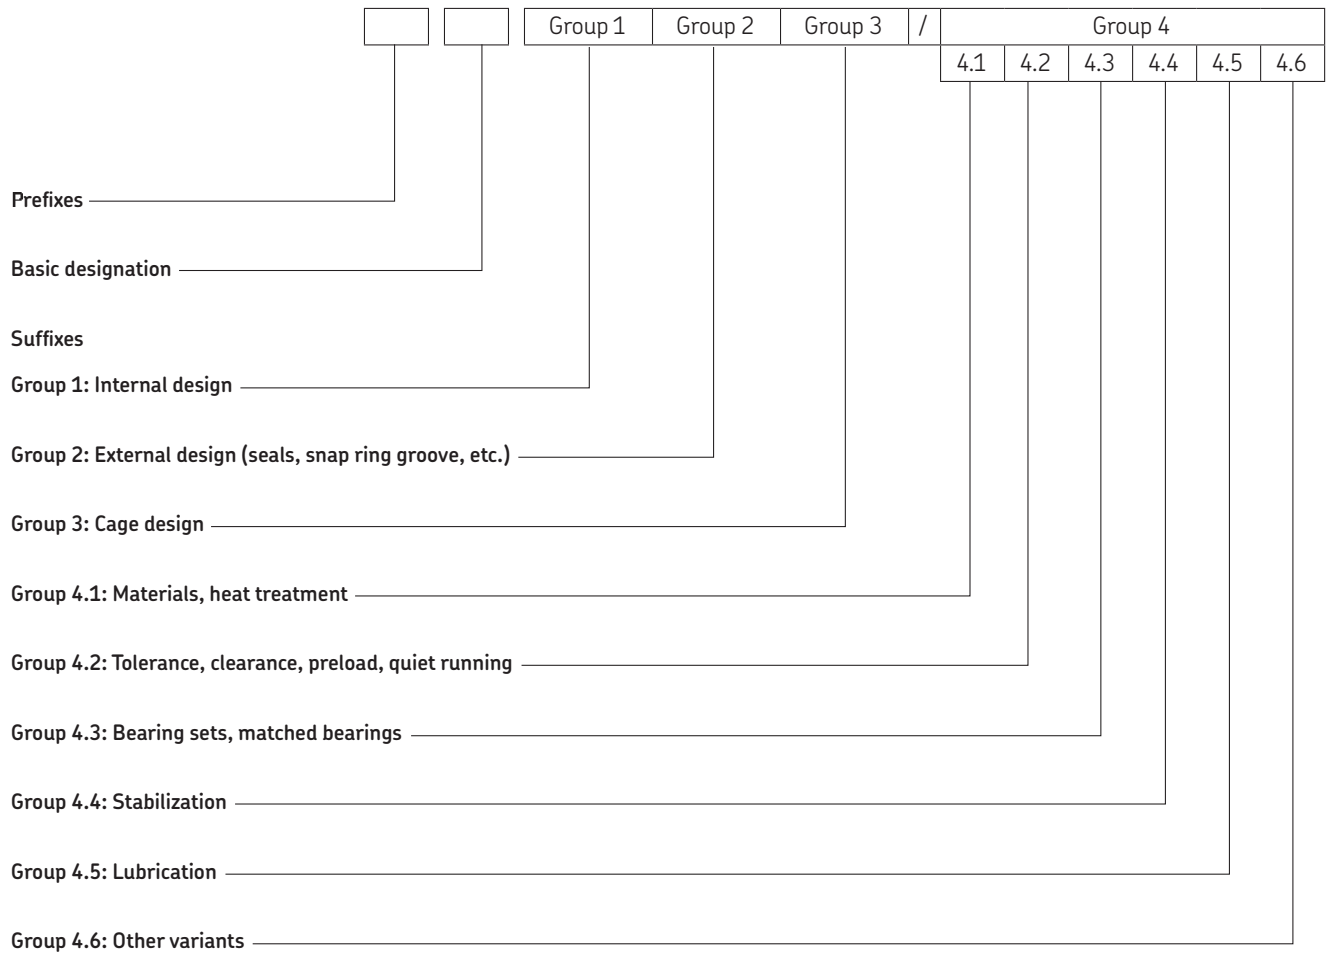 Group 1 Group 2 Group 3 / Group 4
4.1 4.2 4.3 4.4 4.5 4.6
Prefixes
Basic designation
Suffixes
Group 1: Internal design
Group 2: External design (seals, snap ring groove, etc.)
Group 3: Cage design
Group 4.1: Materials, heat treatment
Group 4.2: Tolerance, clearance, preload, quiet running
Group 4.3: Bearing sets, matched bearings
Group 4.4: Stabilization
Group 4.5: Lubrication
Group 4.6: Other variants